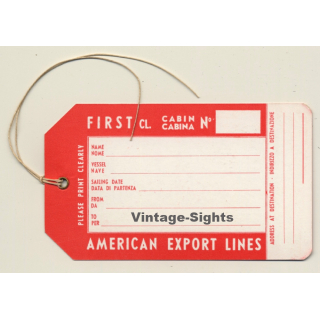 FIRST CL. CABIN CABINA Nº
PLEASE PRINT CLEARLY
NAME
NOME
VESSEL
NAVE
SAILING DATE
DATA DI PARTENZA
FROM
DA
TO
PER
Vintage-Sights
AMERICAN EXPORT LINES
ADDRESS AT DESTINATION - INDIRIZZO A DESTINAZIONE